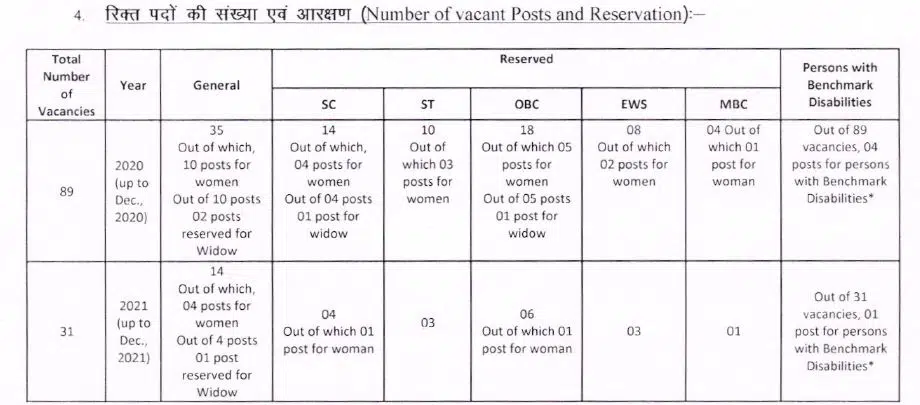 4. रिक्त पदों की संख्या एवं आरक्षण (Number of vacant Posts and Reservation):–
Total
Number
of
Vacancies
Year
General
Reserved
SC
ST
OBC
EWS
MBC
Persons with
Benchmark
Disabilities
89
2020
(up to
Dec.,
2020)
35
Out of which,
10 posts for
women
Out of 10 posts
02 posts
reserved for
Widow
14
Out of which,
04 posts for
women
Out of 04 posts
01 post for
widow
10
Out of
which 03
posts for
women
18
Out of which 05
posts for
women
Out of 05 posts
01 post for
widow
08
Out of which
02 posts for
women
04 Out of
which 01
post for
woman
Out of 89
vacancies, 04
posts for persons
with Benchmark
Disabilities*
31
2021
(up to
Dec.,
2021)
14
Out of which,
04 posts for
women
Out of 4 posts
01 post
reserved for
Widow
04
Out of which 01
post for woman
03
06
Out of which 01
post for woman
03
01
Out of 31
vacancies, 01
post for persons
with Benchmark
Disabilities*